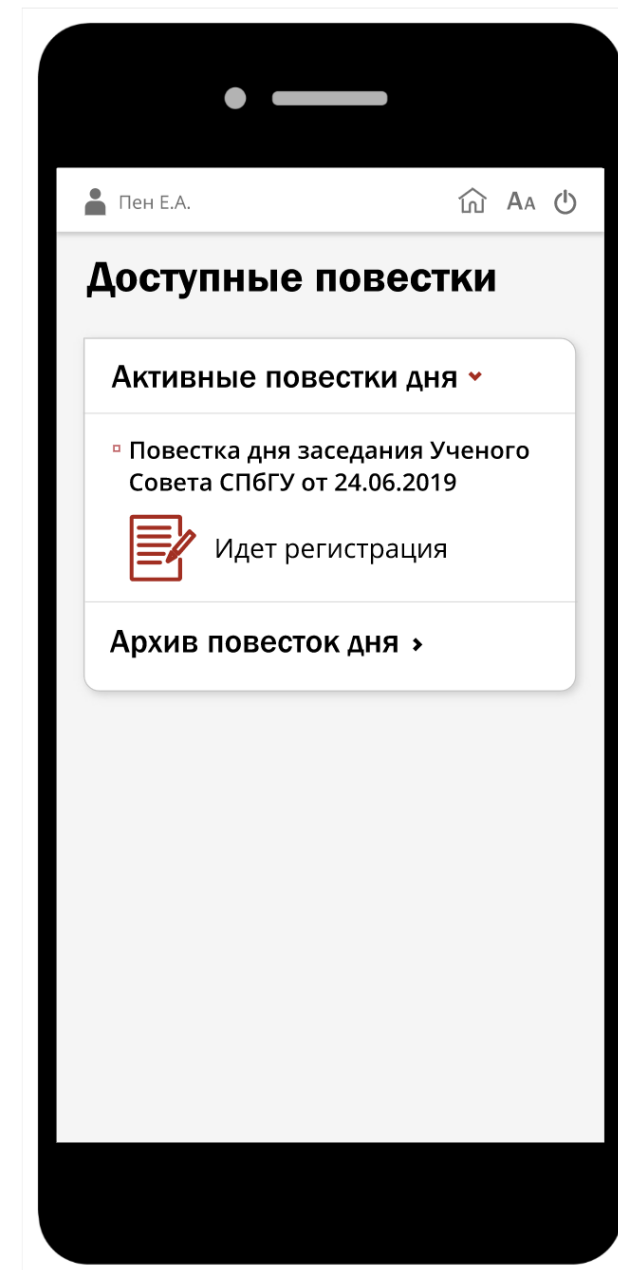 Пен Е.А.
AA
Доступные повестки
Активные повестки дня
Повестка дня заседания Ученого
Совета СПбГУ от 24.06.2019
Идет регистрация
Архив повесток дня